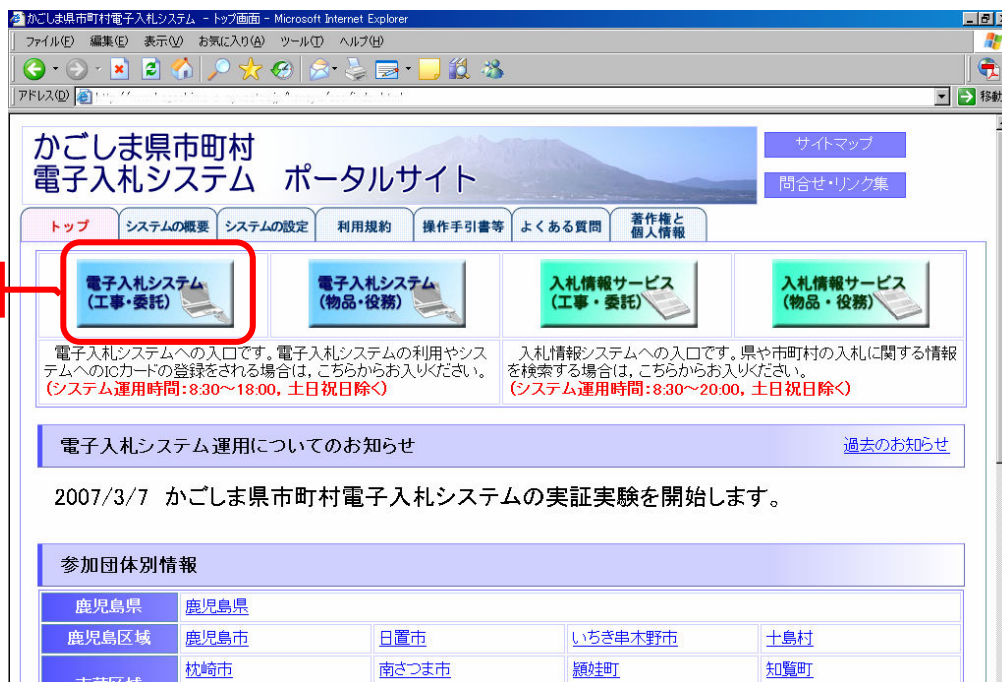 かごしま県市町村電子入札システム - トップ画面 - Microsoft Internet Explorer
ファイル(F) 編集(E) 表示(V) お気に入り(A) ツール(T) ヘルプ(H)
アドレス(D)
移動
かごしま県市町村
電子入札システム ポータルサイト
サイトマップ
問合せ・リンク集
トップ
システムの概要
システムの設定
利用規約
操作手引書等
よくある質問
著作権と
個人情報
電子入札システム
(工事・委託)
電子入札システム
(物品・役務)
入札情報サービス
(工事・委託)
入札情報サービス
(物品・役務)
電子入札システムへの入口です。電子入札システムの利用やシス
テムへのICカードの登録をされる場合は，こちらからお入りください。
(システム運用時間:8:30～18:00，土日祝日除く)
入札情報システムへの入口です。県や市町村の入札に関する情報
を検索する場合は，こちらからお入りください。
(システム運用時間:8:30～20:00，土日祝日除く)
電子入札システム運用についてのお知らせ
過去のお知らせ
2007/3/7 かごしま県市町村電子入札システムの実証実験を開始します。
参加団体別情報
鹿児島県 鹿児島県
鹿児島区域 鹿児島市 日置市 いちき串木野市 十島村
枕崎市 南さつま市 頴娃町 知覧町